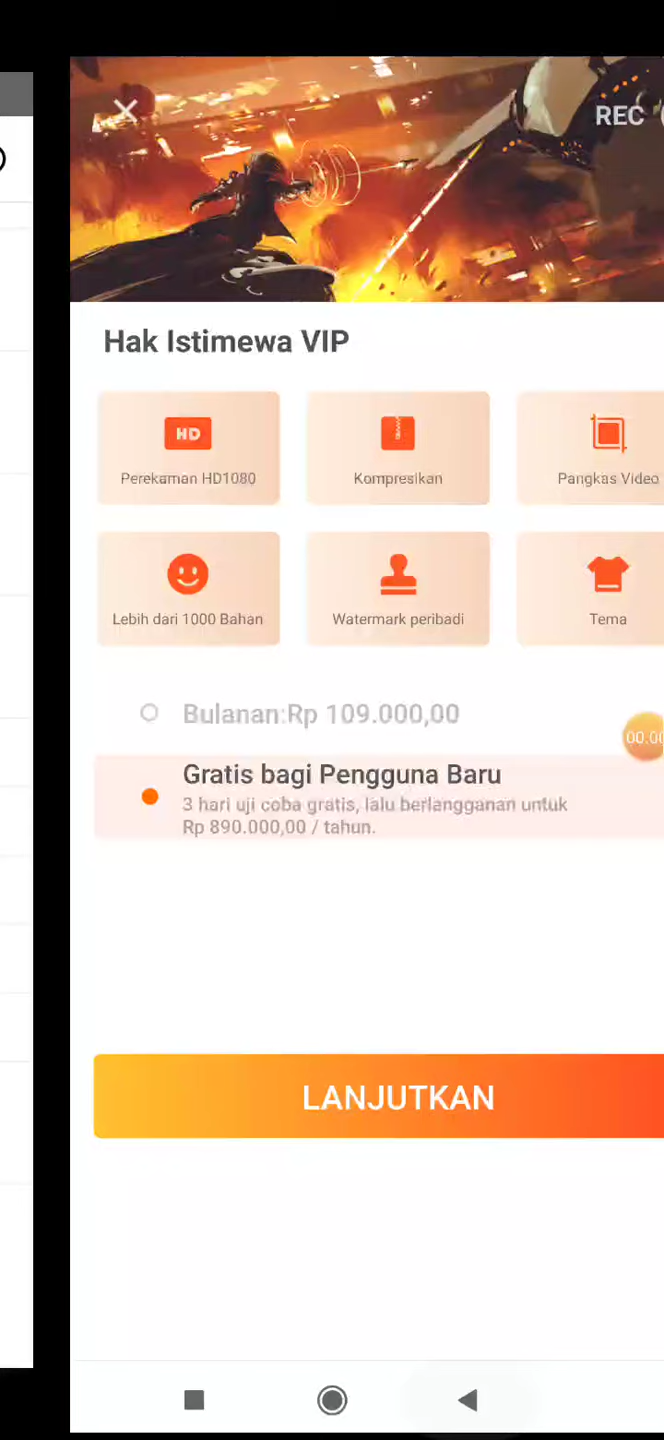 REC
Hak Istimewa VIP
HD
Perekaman HD1080
Kompresikan
Pangkas Video
Lebih dari 1000 Bahan
Watermark peribadi
Tema
Bulanan:Rp 109.000,00
00:00
Gratis bagi Pengguna Baru
3 hari uji coba gratis, lalu berlangganan untuk
Rp 890.000,00 / tahun.
LANJUTKAN